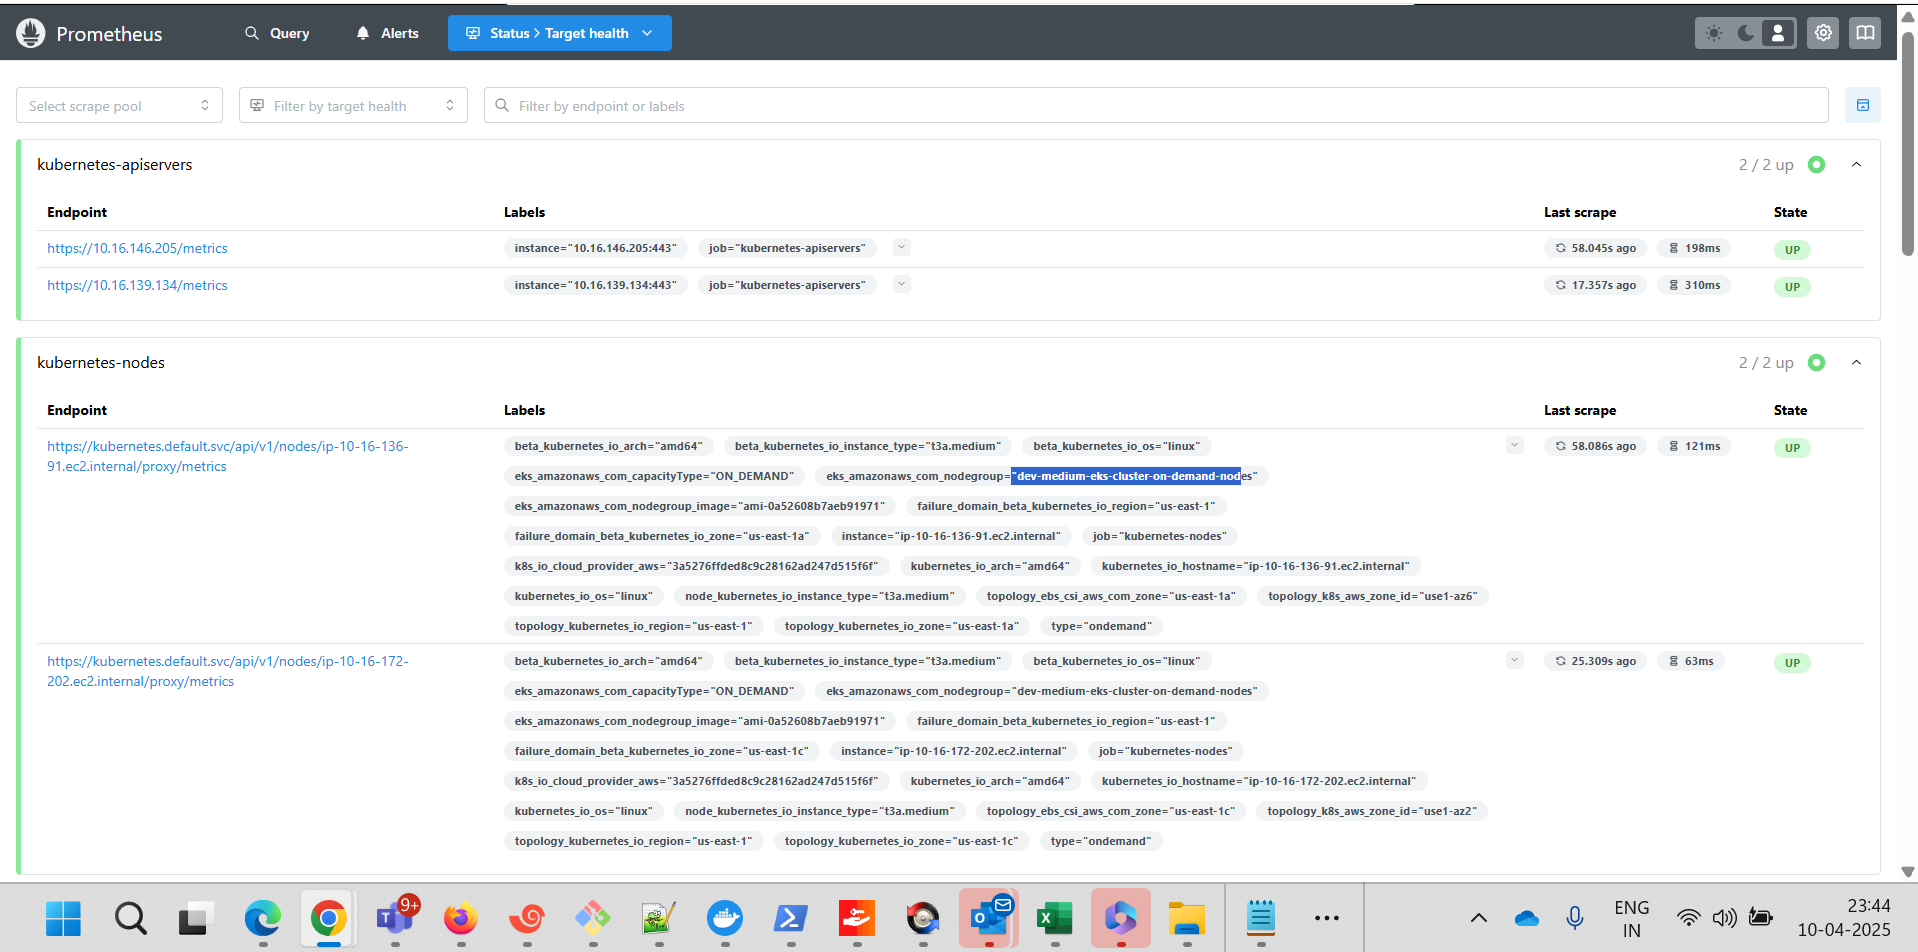 Prometheus Query Alerts Status > Target health
Select scrape pool Filter by target health Filter by endpoint or labels
kubernetes-apiservers 2 / 2 up
Endpoint Labels Last scrape State
https://10.16.146.205/metrics instance="10.16.146.205:443" job="kubernetes-apiservers" 58.045s ago 198ms UP
https://10.16.139.134/metrics instance="10.16.139.134:443" job="kubernetes-apiservers" 17.357s ago 310ms UP
kubernetes-nodes 2 / 2 up
Endpoint Labels Last scrape State
https://kubernetes.default.svc/api/v1/nodes/ip-10-16-136-
91.ec2.internal/proxy/metrics
beta_kubernetes_io_arch="amd64" beta_kubernetes_io_instance_type="t3a.medium" beta_kubernetes_io_os="linux" 58.086s ago 121ms UP
eks_amazonaws_com_capacityType="ON_DEMAND" eks_amazonaws_com_nodegroup="dev-medium-eks-cluster-on-demand-nodes"
eks_amazonaws_com_nodegroup_image="ami-0a52608b7aeb91971" failure_domain_beta_kubernetes_io_region="us-east-1"
failure_domain_beta_kubernetes_io_zone="us-east-1a" instance="ip-10-16-136-91.ec2.internal" job="kubernetes-nodes"
k8s_io_cloud_provider_aws="3a5276ffded8c9c28162ad247d515f6f" kubernetes_io_arch="amd64" kubernetes_io_hostname="ip-10-16-136-91.ec2.internal"
kubernetes_io_os="linux" node_kubernetes_io_instance_type="t3a.medium" topology_ebs_csi_aws_com_zone="us-east-1a" topology_k8s_aws_zone_id="use1-az6"
topology_kubernetes_io_region="us-east-1" topology_kubernetes_io_zone="us-east-1a" type="ondemand"
https://kubernetes.default.svc/api/v1/nodes/ip-10-16-172-
202.ec2.internal/proxy/metrics
beta_kubernetes_io_arch="amd64" beta_kubernetes_io_instance_type="t3a.medium" beta_kubernetes_io_os="linux" 25.309s ago 63ms UP
eks_amazonaws_com_capacityType="ON_DEMAND" eks_amazonaws_com_nodegroup="dev-medium-eks-cluster-on-demand-nodes"
eks_amazonaws_com_nodegroup_image="ami-0a52608b7aeb91971" failure_domain_beta_kubernetes_io_region="us-east-1"
failure_domain_beta_kubernetes_io_zone="us-east-1c" instance="ip-10-16-172-202.ec2.internal" job="kubernetes-nodes"
k8s_io_cloud_provider_aws="3a5276ffded8c9c28162ad247d515f6f" kubernetes_io_arch="amd64" kubernetes_io_hostname="ip-10-16-172-202.ec2.internal"
kubernetes_io_os="linux" node_kubernetes_io_instance_type="t3a.medium" topology_ebs_csi_aws_com_zone="us-east-1c" topology_k8s_aws_zone_id="use1-az2"
topology_kubernetes_io_region="us-east-1" topology_kubernetes_io_zone="us-east-1c" type="ondemand"
9+
ENG 23:44
IN 10-04-2025